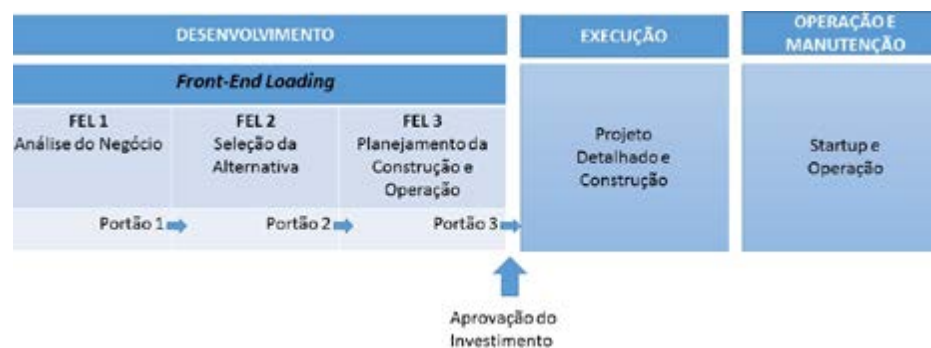 DESENVOLVIMENTO
EXECUÇÃO
OPERAÇÃO E
MANUTENÇÃO
Front-End Loading
FEL 1
Análise do Negócio
FEL 2
Seleção da
Alternativa
FEL 3
Planejamento da
Construção e
Operação
Projeto
Detalhado e
Construção
Startup e
Operação
Portão 1
Portão 2
Portão 3
Aprovação do
Investimento